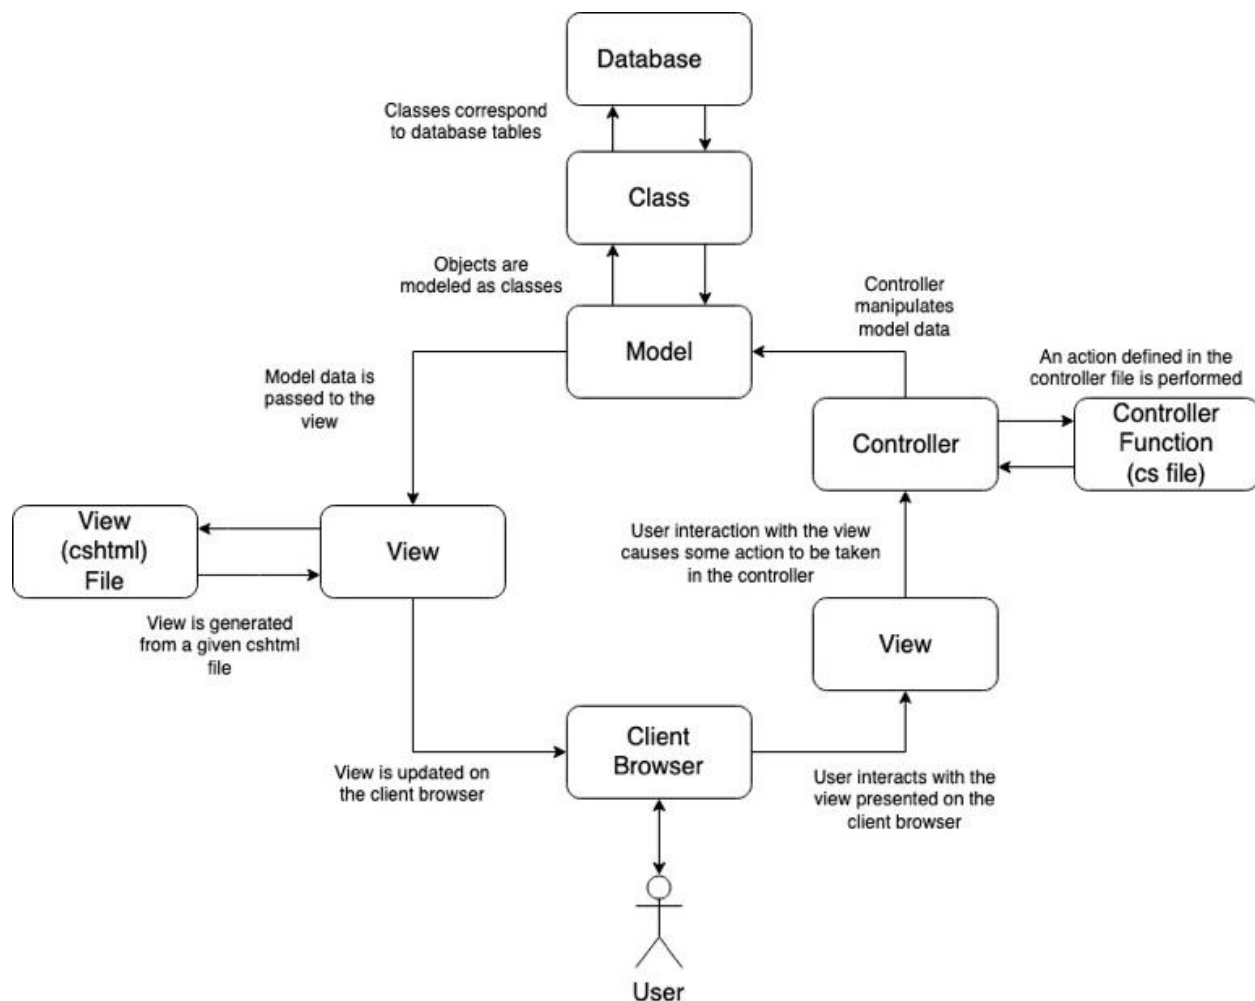 Database
Classes correspond
to database tables
Class
Objects are
modeled as classes
Controller
manipulates
model data
Model
An action defined in the
controller file is performed
Model data is
passed to the
view
Controller
Controller
Function
(cs file)
View
(cshtml)
File
View
User interaction with the view
causes some action to be taken
in the controller
View is generated
from a given cshtml
file
View
Client
Browser
View is updated on
the client browser
User interacts with the
view presented on the
client browser
User